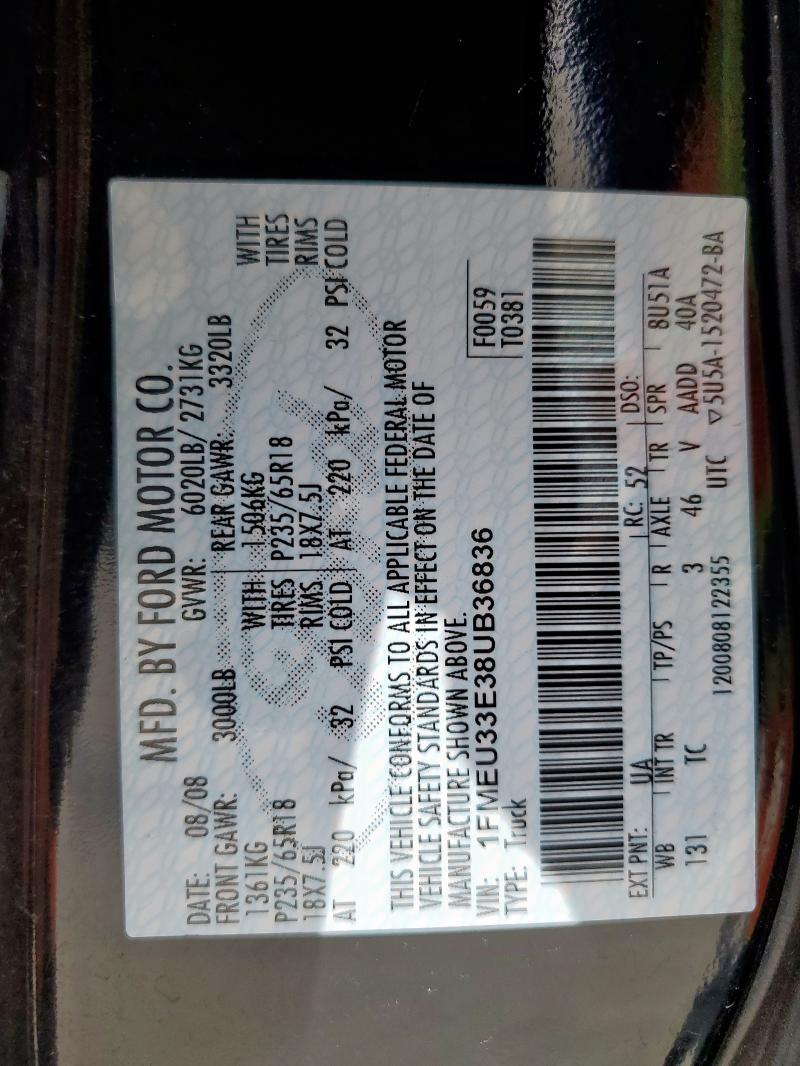 MFD. BY FORD MOTOR CO.
DATE: 08/08 GVWR: 6020LB/ 2731KG
FRONT GAWR: 3000LB REAR GAWR: 3320LB
1361KG WITH 1506KG WITH
P235/65R18 TIRES P235/65R18 TIRES
18X7.5J RIMS 18X7.5J RIMS
AT 220 kPa/ 32 PSI COLD AT 220 kPa/ 32 PSI COLD
THIS VEHICLE CONFORMS TO ALL APPLICABLE FEDERAL MOTOR
VEHICLE SAFETY STANDARDS IN EFFECT ON THE DATE OF
MANUFACTURE SHOWN ABOVE.
VIN: 1FMEU33E38UB36836 F0059
TYPE: Truck T0381
EXT PNT: UA RC: 52 DSO:
WB INT TR TP/PS R AXLE TR SPR 8U51A
131 TC 3 46 V AADD 40A
1200808122355 UTC ▽5U5A-1520472-BA